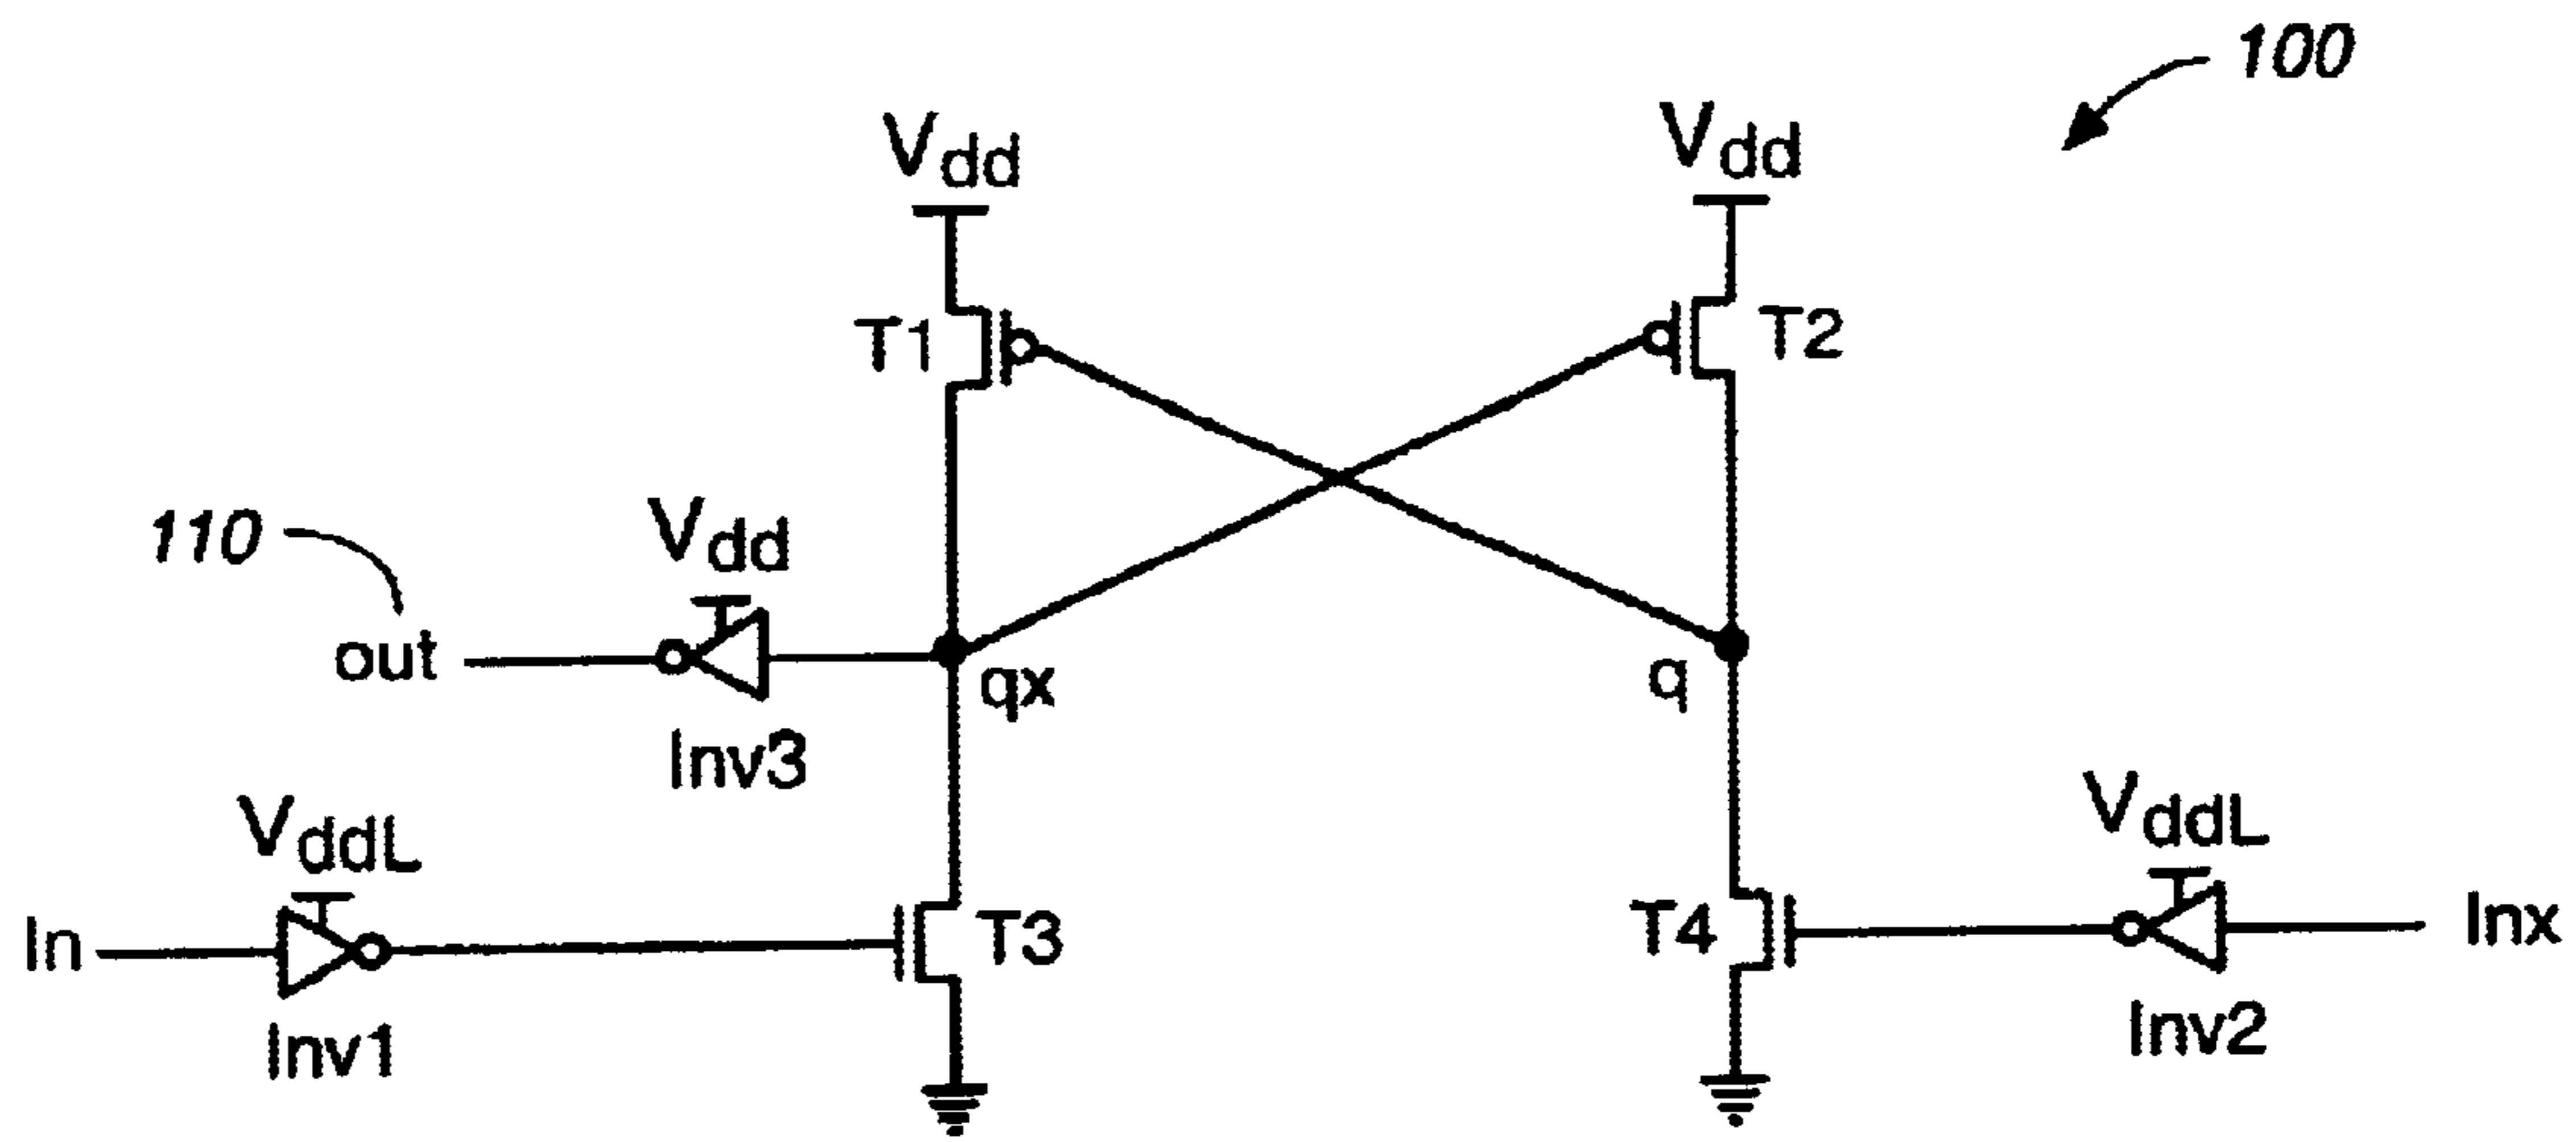 100
Vdd
Vdd
T1
T2
110
Vdd
out
qx
q
Inv3
VddL
VddL
In
T3
T4
Inx
Inv1
Inv2